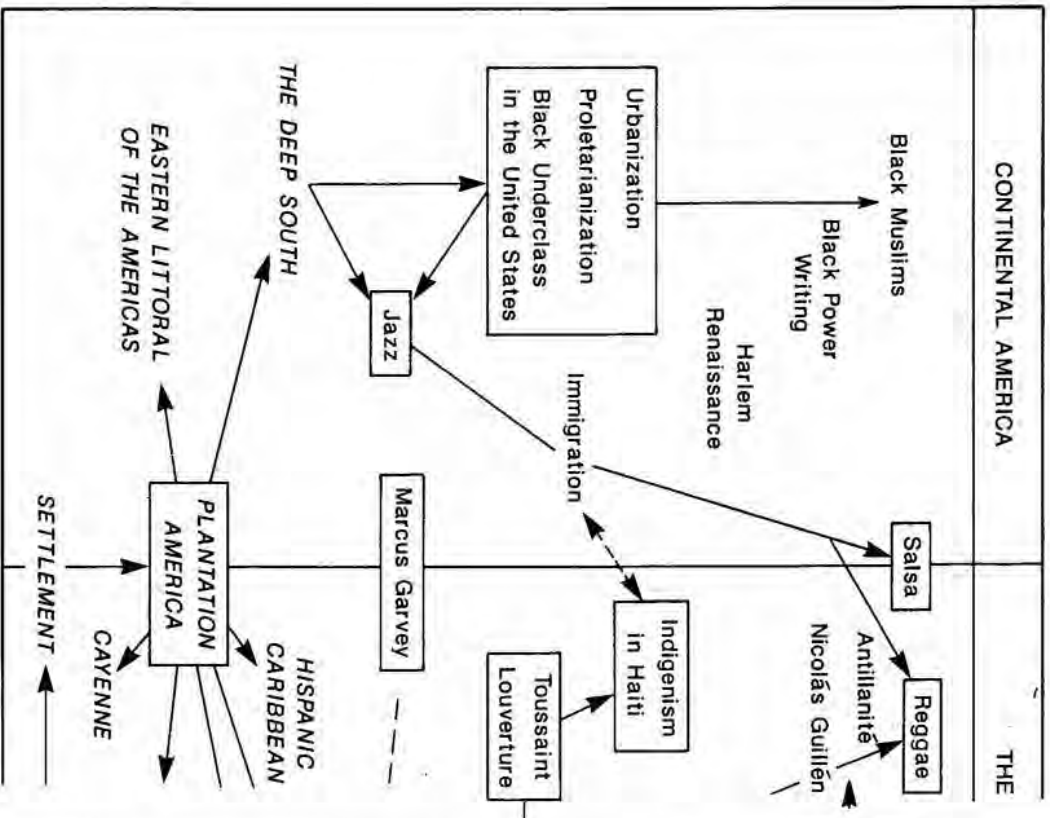 CONTINENTAL AMERICA
THE
Black Muslims
Black Power
Writing
Harlem
Renaissance
Urbanization
Proletarianization
Black Underclass
in the United States
THE DEEP SOUTH
Jazz
Immigration
EASTERN LITTORAL
OF THE AMERICAS
Salsa
Reggae
Antillanité
Nicolás Guillén
Indigenism
in Haiti
Toussaint
Louverture
Marcus Garvey
HISPANIC
CARIBBEAN
PLANTATION
AMERICA
CAYENNE
SETTLEMENT